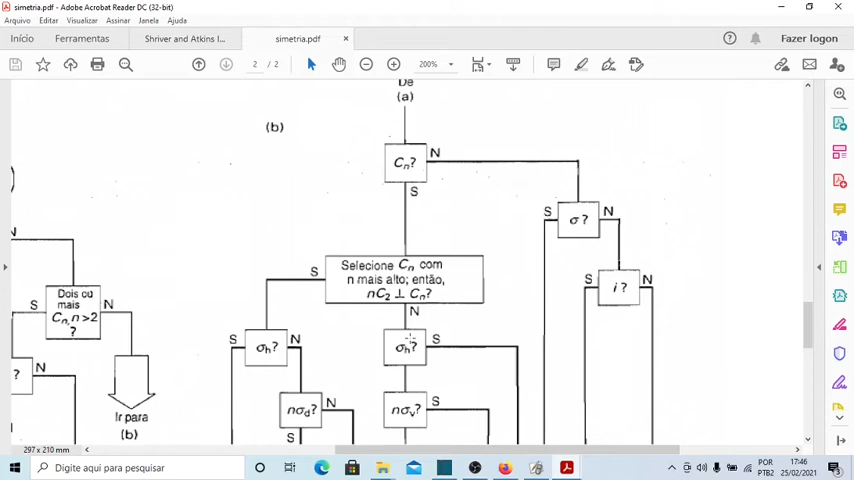 simetria.pdf - Adobe Acrobat Reader DC (32-bit)
Arquivo Editar Visualizar Assinar Janela Ajuda
Início Ferramentas Shriver and Atkins I... simetria.pdf × Fazer logon
2 / 2 200%
De
(a)
(b)
Cn?
N
S
σ?
S N
i?
S N
Selecione Cn com
n mais alto; então,
nC2 ⊥ Cn?
S
N
σh?
S N
σh?
S
nσd?
N
S
nσv?
S
N
Dois ou
mais
Cn, n>2
?
S N
?
N
Ir para
(b)
297 x 210 mm
Digite aqui para pesquisar
POR
PTB2
17:46
25/02/2021
3